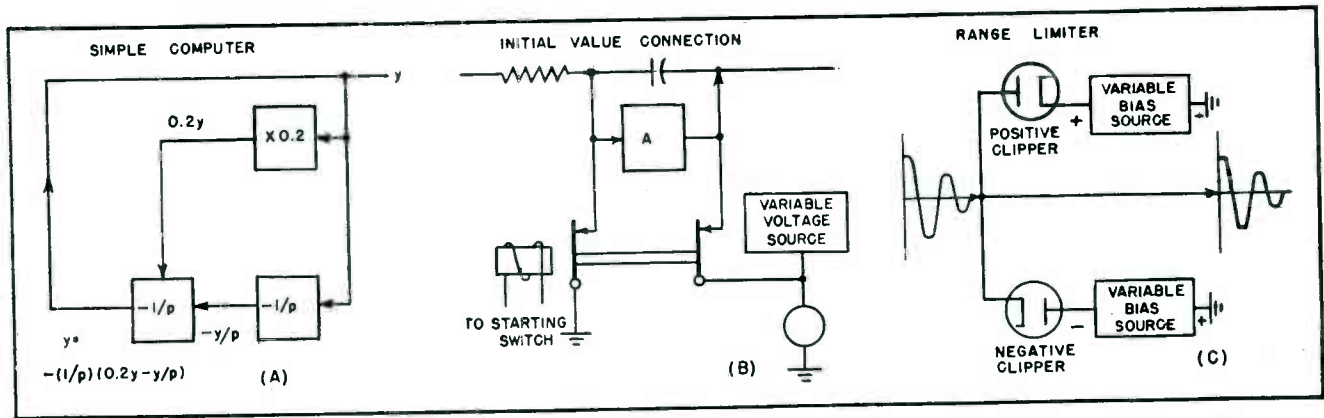 SIMPLE COMPUTER
y
0.2y
X 0.2
-1/p
-y/p
-1/p
y=
-(1/p)(0.2y-y/p)
(A)
INITIAL VALUE CONNECTION
A
VARIABLE
VOLTAGE
SOURCE
TO STARTING
SWITCH
(B)
RANGE LIMITER
POSITIVE
CLIPPER
+
VARIABLE
BIAS
SOURCE
-
NEGATIVE
CLIPPER
-
VARIABLE
BIAS
SOURCE
+
(C)